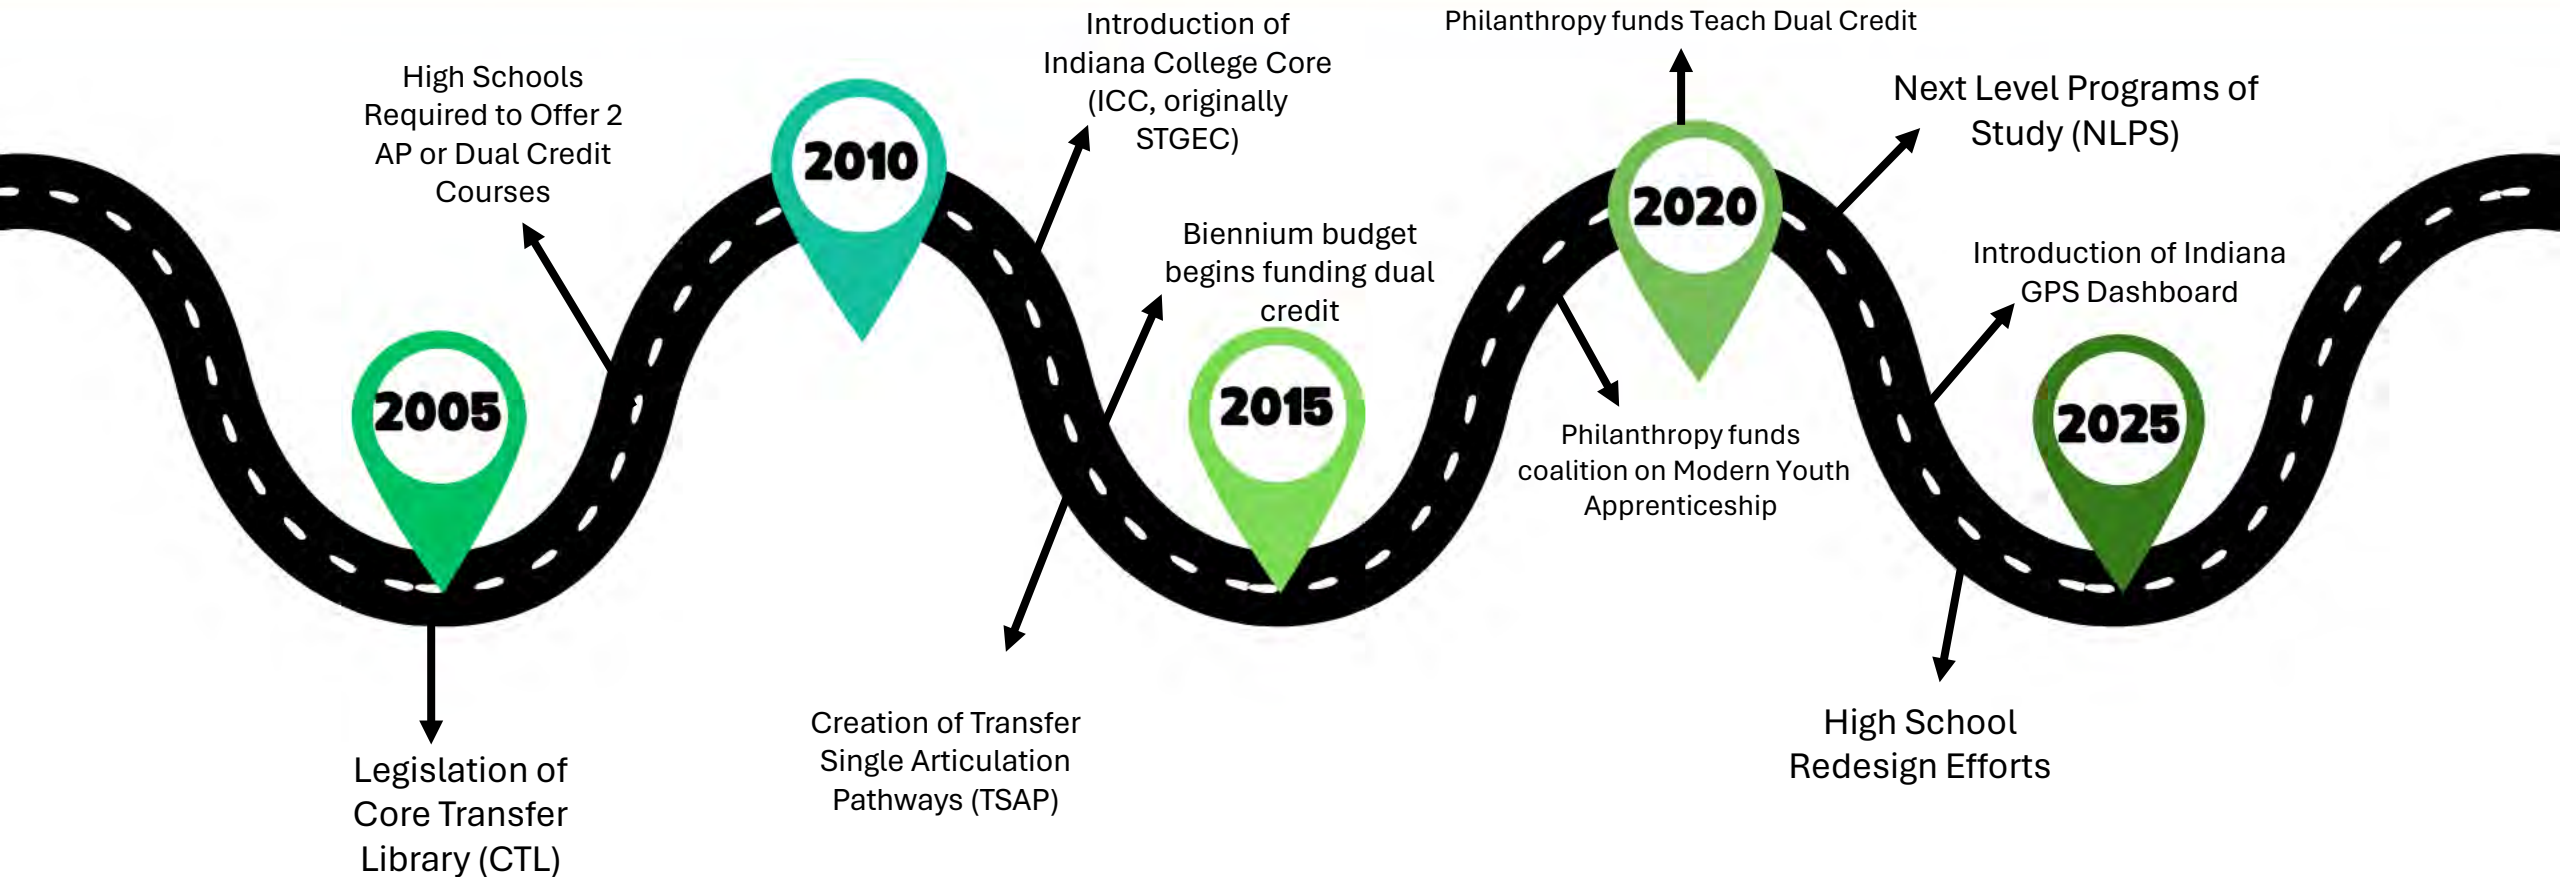 High Schools
Required to Offer 2
AP or Dual Credit
Courses
2005
Legislation of
Core Transfer
Library (CTL)
2010
Introduction of
Indiana College Core
(ICC, originally
STGEC)
Biennium budget
begins funding dual
credit
Creation of Transfer
Single Articulation
Pathways (TSAP)
2015
Philanthropy funds Teach Dual Credit
2020
Philanthropy funds
coalition on Modern Youth
Apprenticeship
Next Level Programs of
Study (NLPS)
Introduction of Indiana
GPS Dashboard
2025
High School
Redesign Efforts